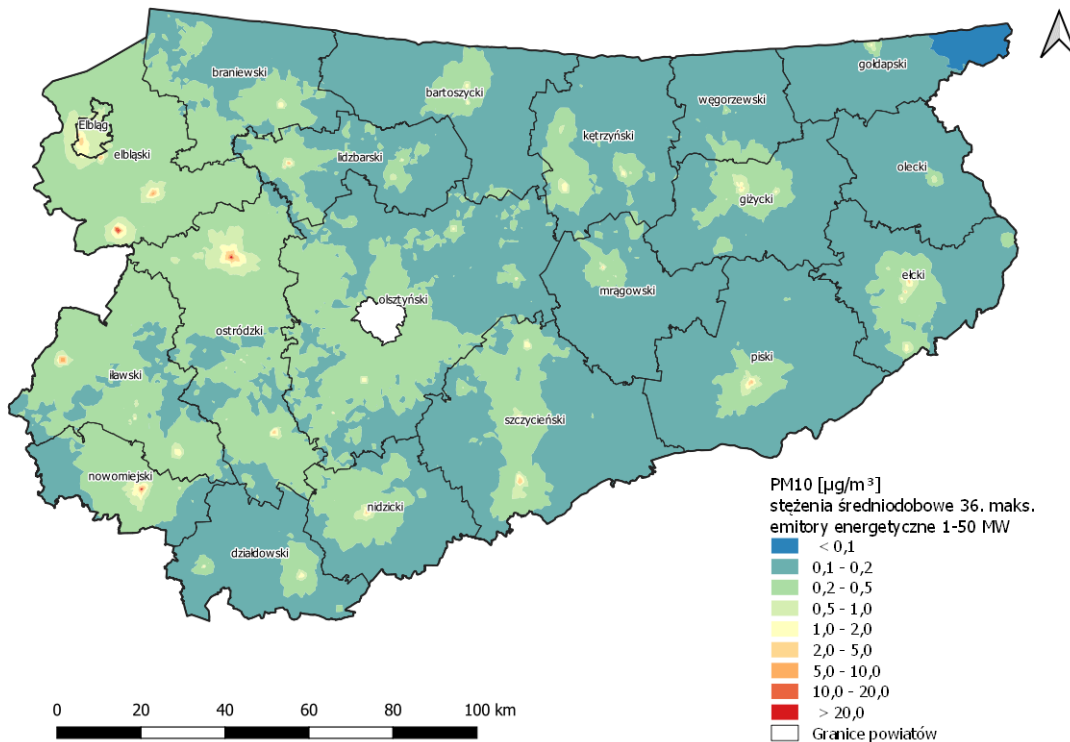 braniewski
bartoszycki
gołdapski
węgorzewski
Elbląg
elbląski
lidzbarski
kętrzyński
olecki
giżycki
olsztyński
mrągowski
ełcki
ostródzki
iławski
piski
szczycieński
nowomiejski
nidzicki
działdowski
PM10 [µg/m³]
stężenia średniodobowe 36. maks.
emitory energetyczne 1-50 MW
< 0,1
0,1 - 0,2
0,2 - 0,5
0,5 - 1,0
1,0 - 2,0
2,0 - 5,0
5,0 - 10,0
10,0 - 20,0
> 20,0
Granice powiatów
0 20 40 60 80 100 km